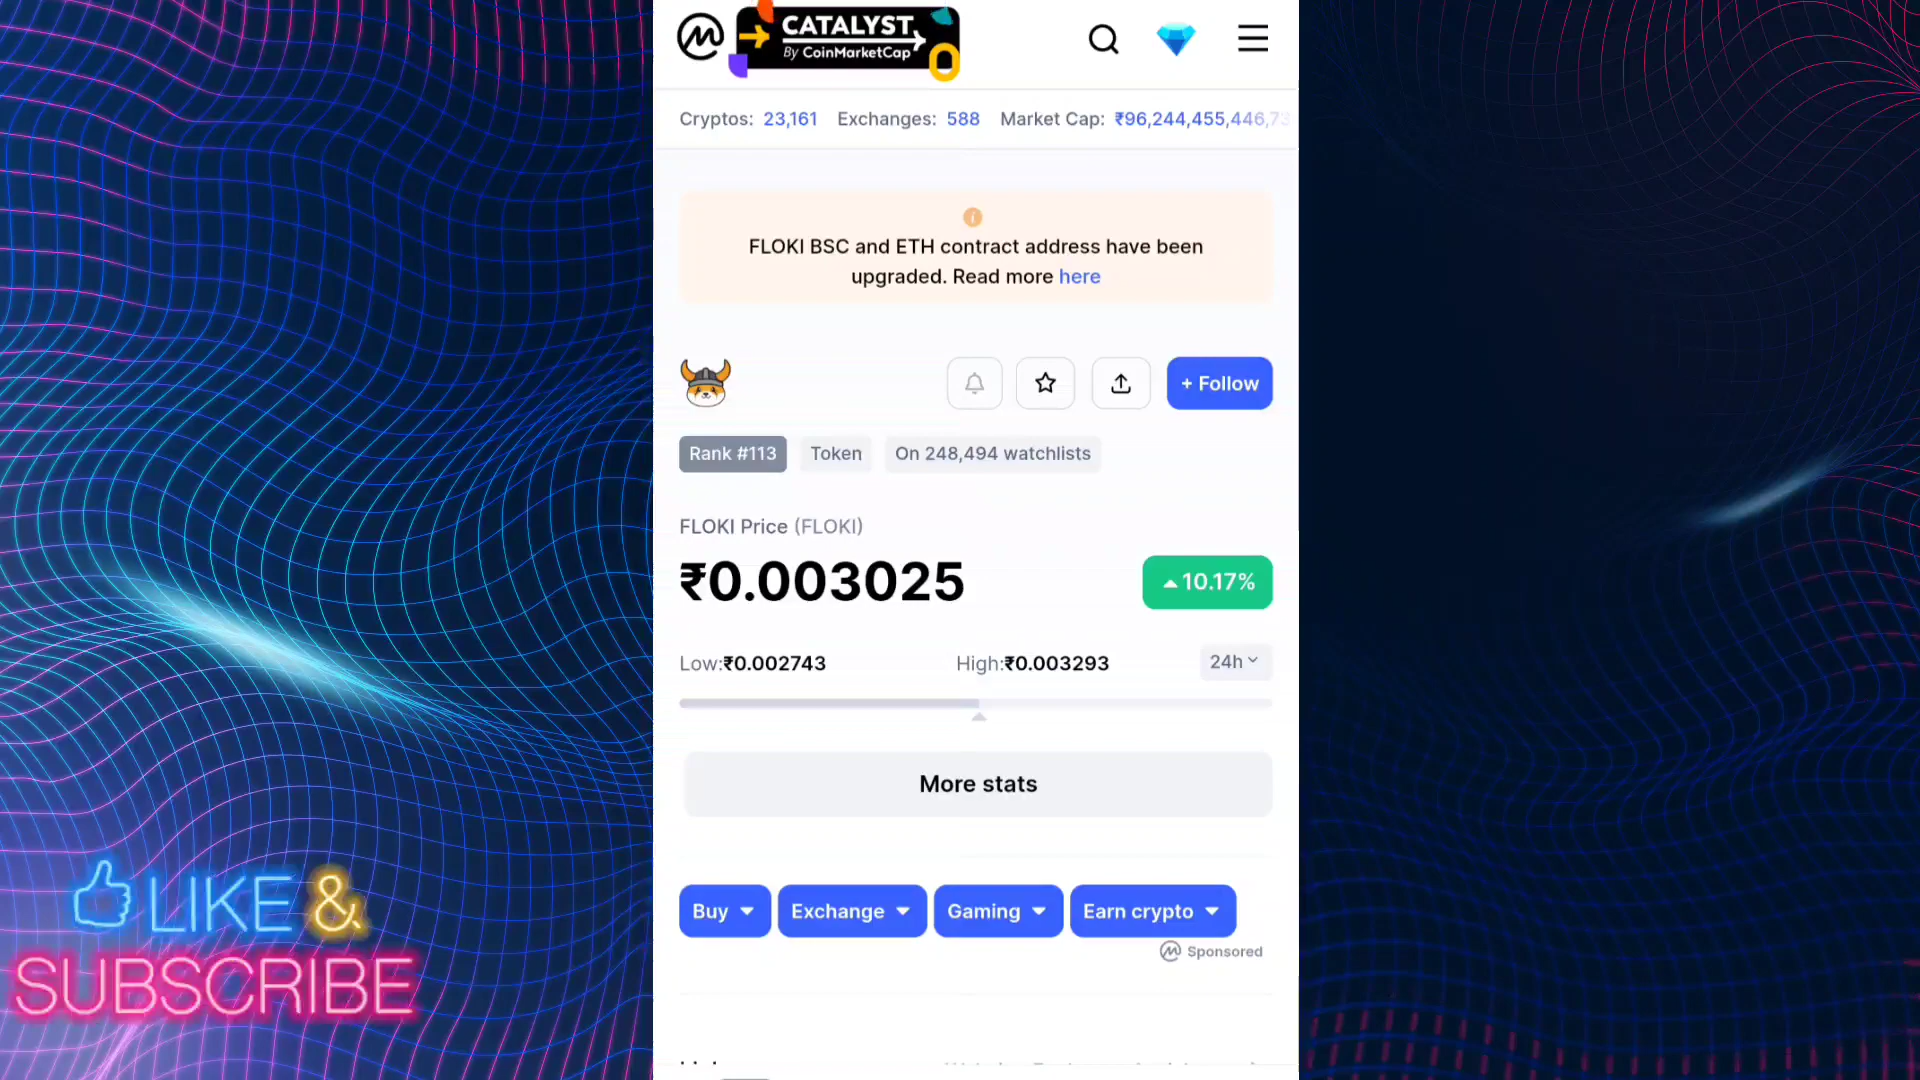 CATALYST
By CoinMarketCap
Cryptos: 23,161 Exchanges: 588 Market Cap: ₹96,244,455,446,73
FLOKI BSC and ETH contract address have been
upgraded. Read more here
+ Follow
Rank #113 Token On 248,494 watchlists
FLOKI Price (FLOKI)
₹0.003025 10.17%
Low:₹0.002743 High:₹0.003293 24h
More stats
Buy Exchange Gaming Earn crypto
Sponsored
LIKE &
SUBSCRIBE